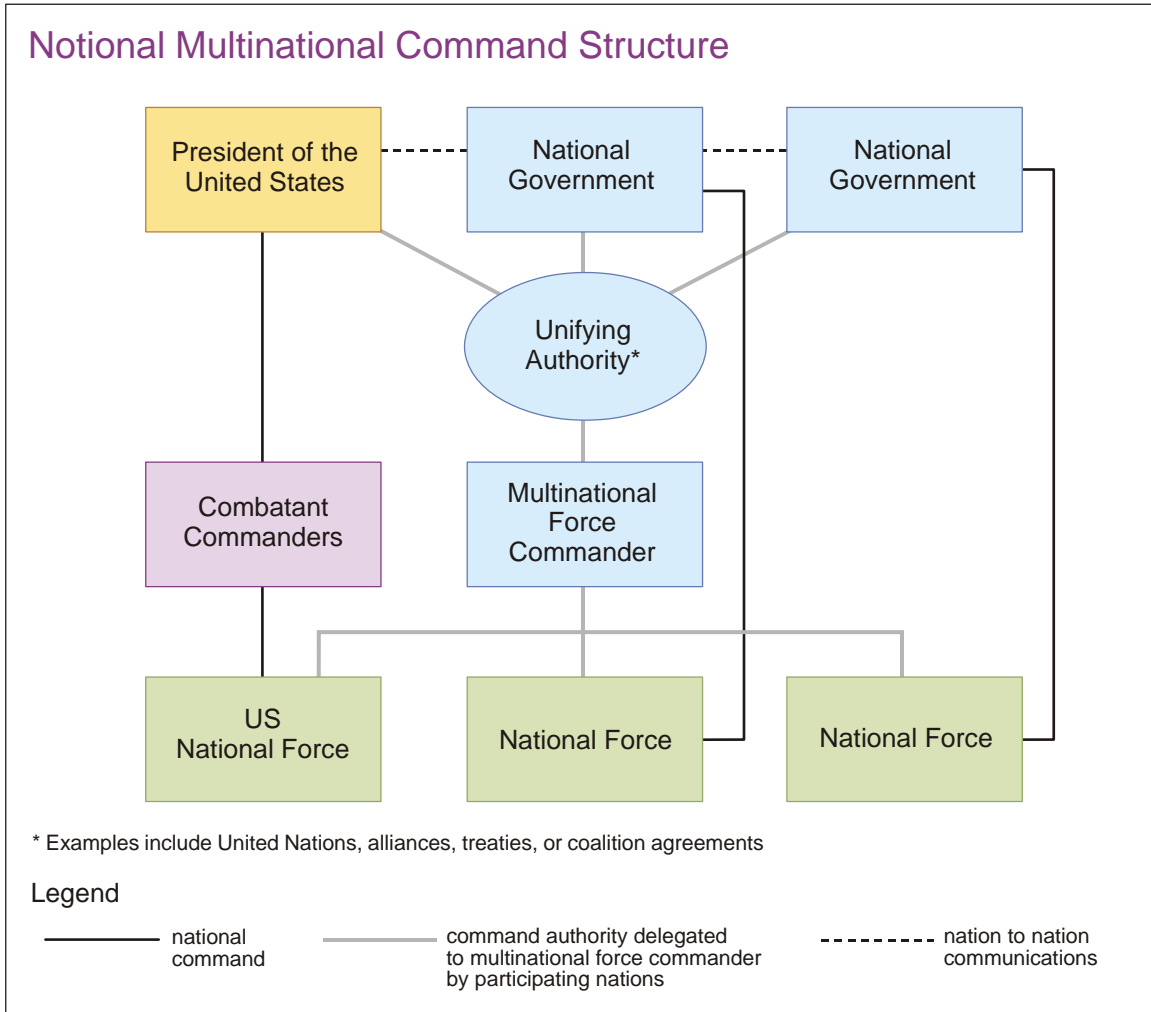 Notional Multinational Command Structure
President of the
United States
National
Government
National
Government
Unifying
Authority*
Combatant
Commanders
Multinational
Force
Commander
US
National Force
National Force
National Force
* Examples include United Nations, alliances, treaties, or coalition agreements
Legend
national
command
command authority delegated
to multinational force commander
by participating nations
nation to nation
communications